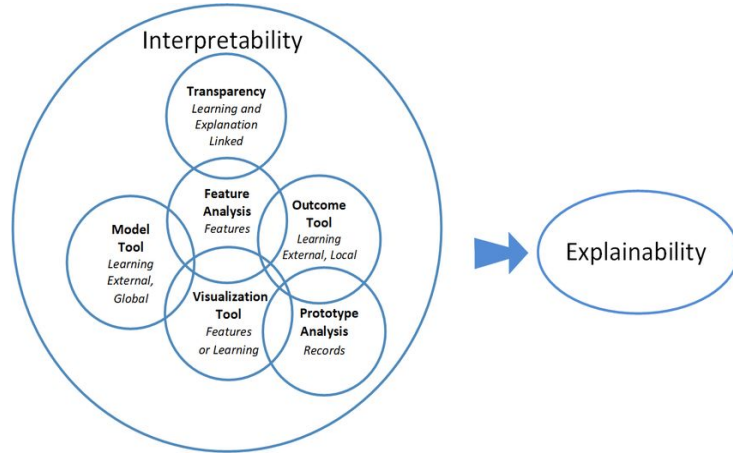 Interpretability
Transparency
Learning and
Explanation
Linked
Feature
Analysis
Features
Outcome
Tool
Learning
External, Local
Model
Tool
Learning
External,
Global
Visualization
Tool
Features
or Learning
Prototype
Analysis
Records
Explainability